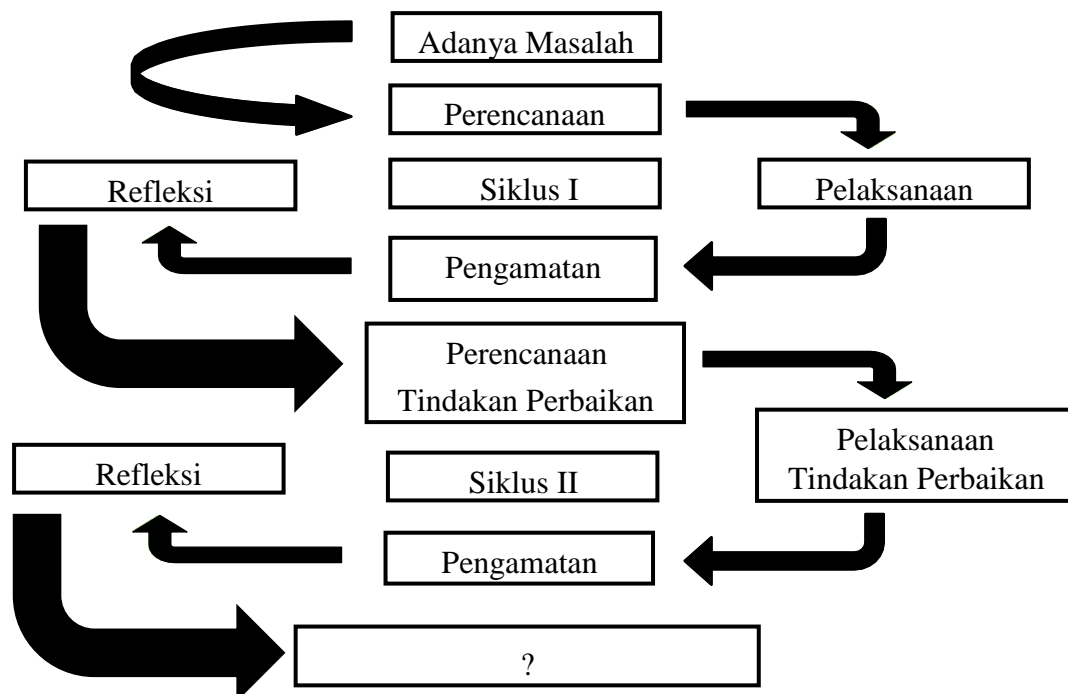 Adanya Masalah
Perencanaan
Refleksi
Siklus I
Pelaksanaan
Pengamatan
Perencanaan
Tindakan Perbaikan
Pelaksanaan
Tindakan Perbaikan
Refleksi
Siklus II
Pengamatan
?